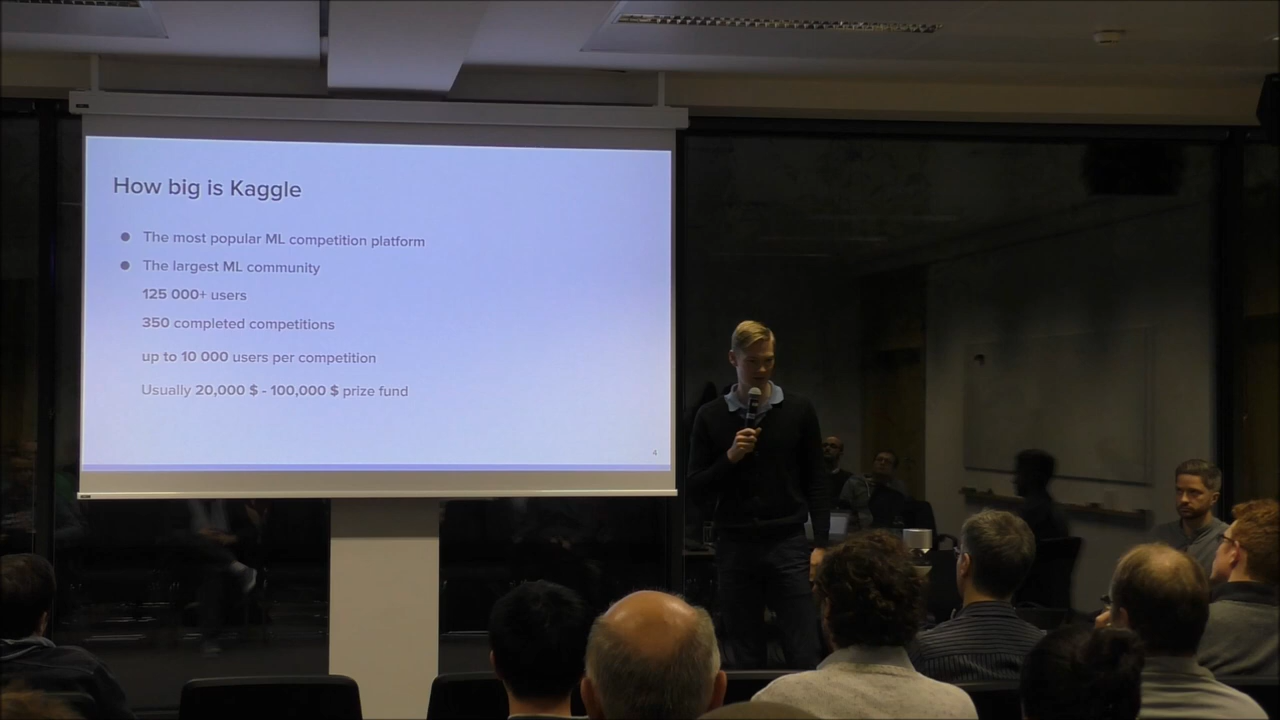 How big is Kaggle
The most popular ML competition platform
The largest ML community
125 000+ users
350 completed competitions
up to 10 000 users per competition
Usually 20,000 $ - 100,000 $ prize fund
4